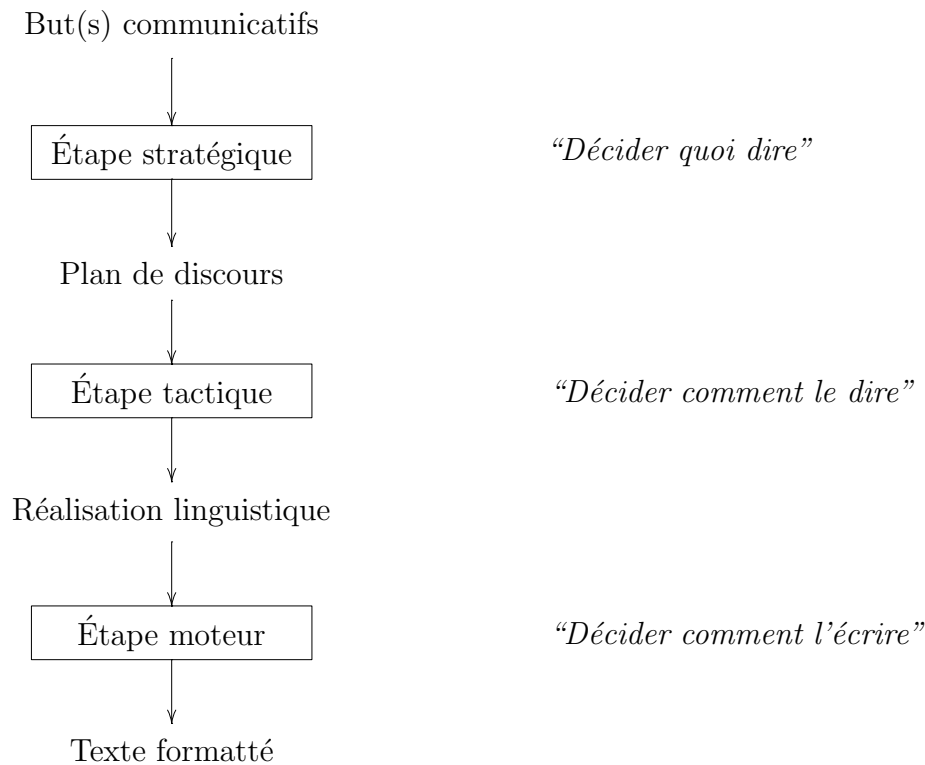 But(s) communicatifs
Étape stratégique “Décider quoi dire”
Plan de discours
Étape tactique “Décider comment le dire”
Réalisation linguistique
Étape moteur “Décider comment l'écrire”
Texte formatté